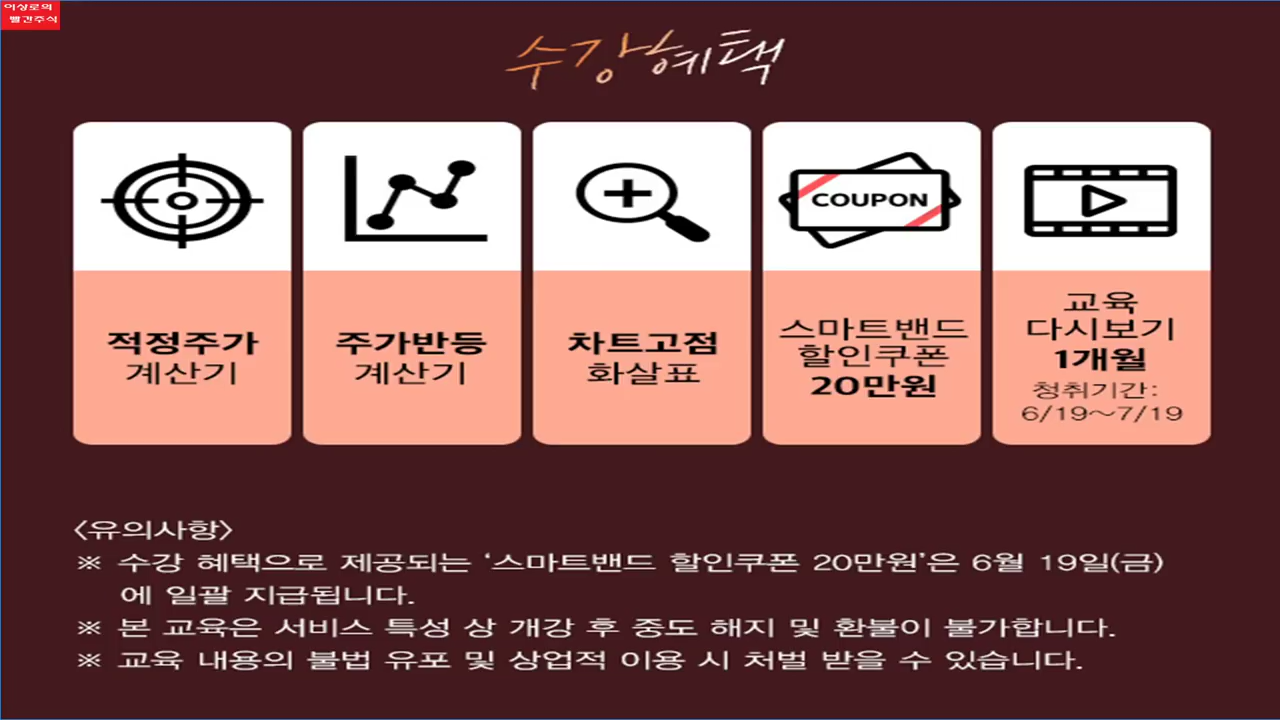 이상로의
빨간주식
수강혜택
COUPON
적정주가
계산기
주가반등
계산기
차트고점
화살표
스마트밴드
할인쿠폰
20만원
교육
다시보기
1개월
청취기간:
6/19~7/19
<유의사항>
※ 수강 혜택으로 제공되는 ‘스마트밴드 할인쿠폰 20만원’은 6월 19일(금)
에 일괄 지급됩니다.
※ 본 교육은 서비스 특성 상 개강 후 중도 해지 및 환불이 불가합니다.
※ 교육 내용의 불법 유포 및 상업적 이용 시 처벌 받을 수 있습니다.